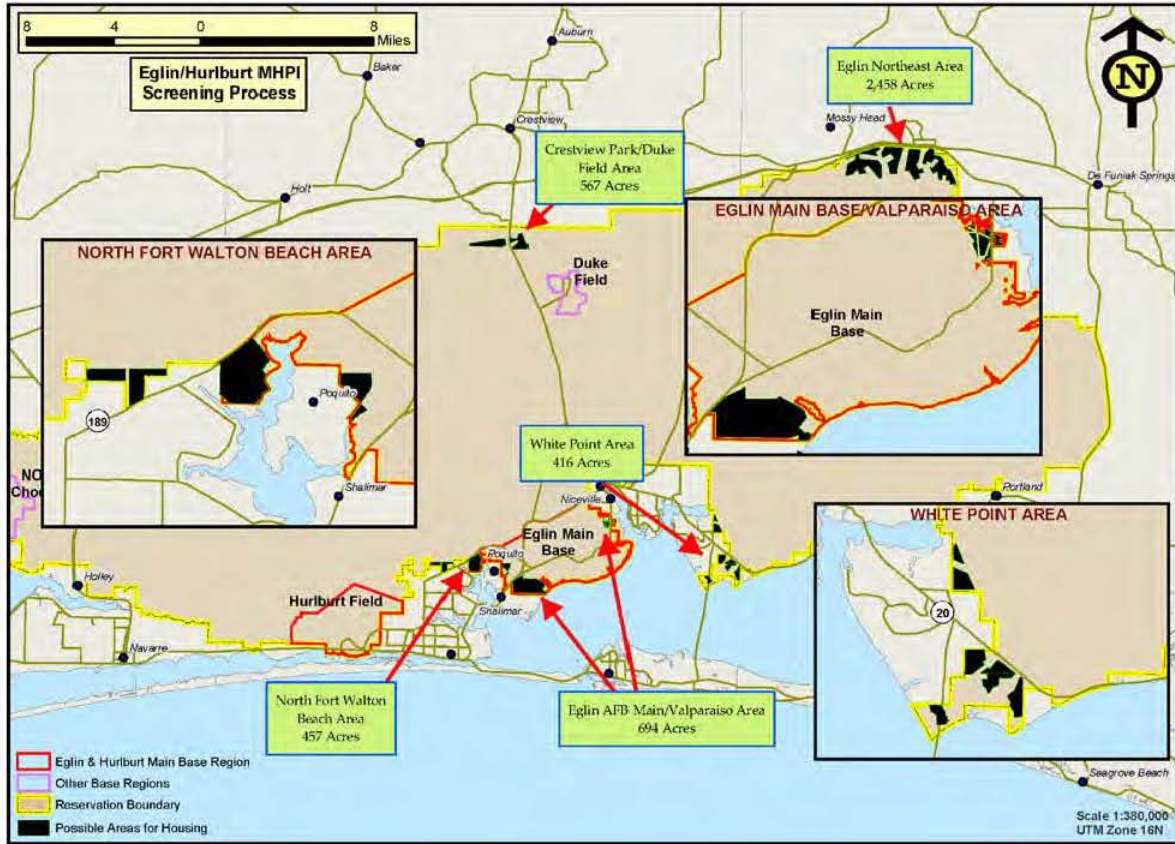 8 4 0 8
Miles
Eglin/Hurlburt MHPI
Screening Process
Auburn
Baker
Crestview
Holt
Eglin Northeast Area
2,458 Acres
Mossy Head
N
De Funiak Springs
Crestview Park/Duke
Field Area
567 Acres
NORTH FORT WALTON BEACH AREA
Poquito
189
Shalimar
Duke
Field
EGLIN MAIN BASE/VALPARAISO AREA
Eglin Main
Base
White Point Area
416 Acres
Niceville
Eglin Main
Base
Poquito
Shalimar
Portland
WHITE POINT AREA
20
NO
Holley
Hurlburt Field
Navarre
North Fort Walton
Beach Area
457 Acres
Eglin AFB Main/Valparaiso Area
694 Acres
Eglin & Hurlburt Main Base Region
Other Base Regions
Reservation Boundary
Possible Areas for Housing
Seagrove Beach
Scale 1:380,000
UTM Zone 16N